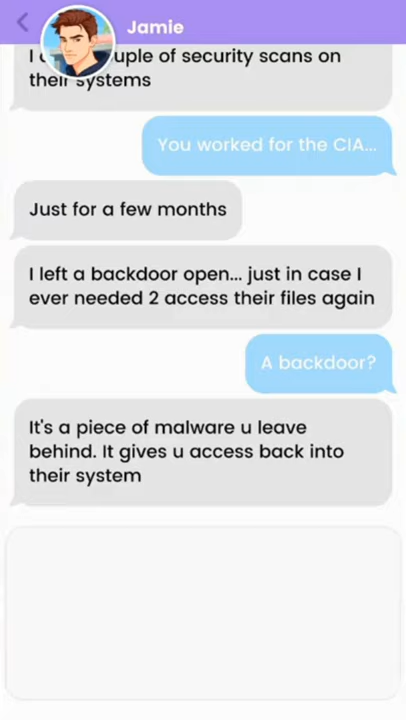 Jamie
I uple of security scans on
their systems
You worked for the CIA...
Just for a few months
I left a backdoor open... just in case I
ever needed 2 access their files again
A backdoor?
It's a piece of malware u leave
behind. It gives u access back into
their system